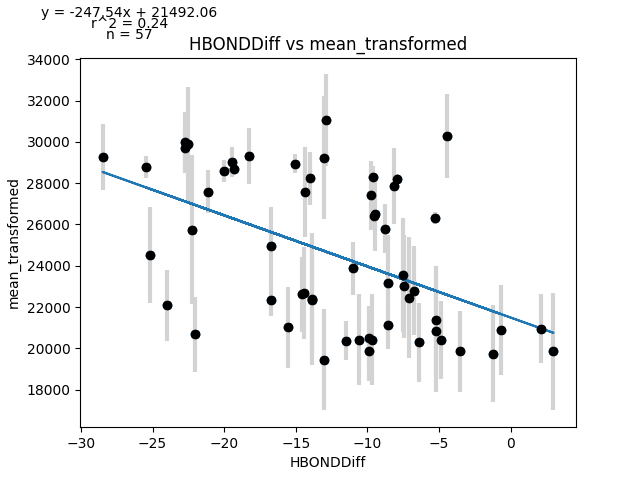 y = -247.54x + 21492.06
r^2 = 0.24
n = 57
HBONDDiff vs mean_transformed
34000
32000
30000
28000
26000
24000
22000
20000
18000
mean_transformed
−30
−25
−20
−15
−10
−5
0
HBONDDiff